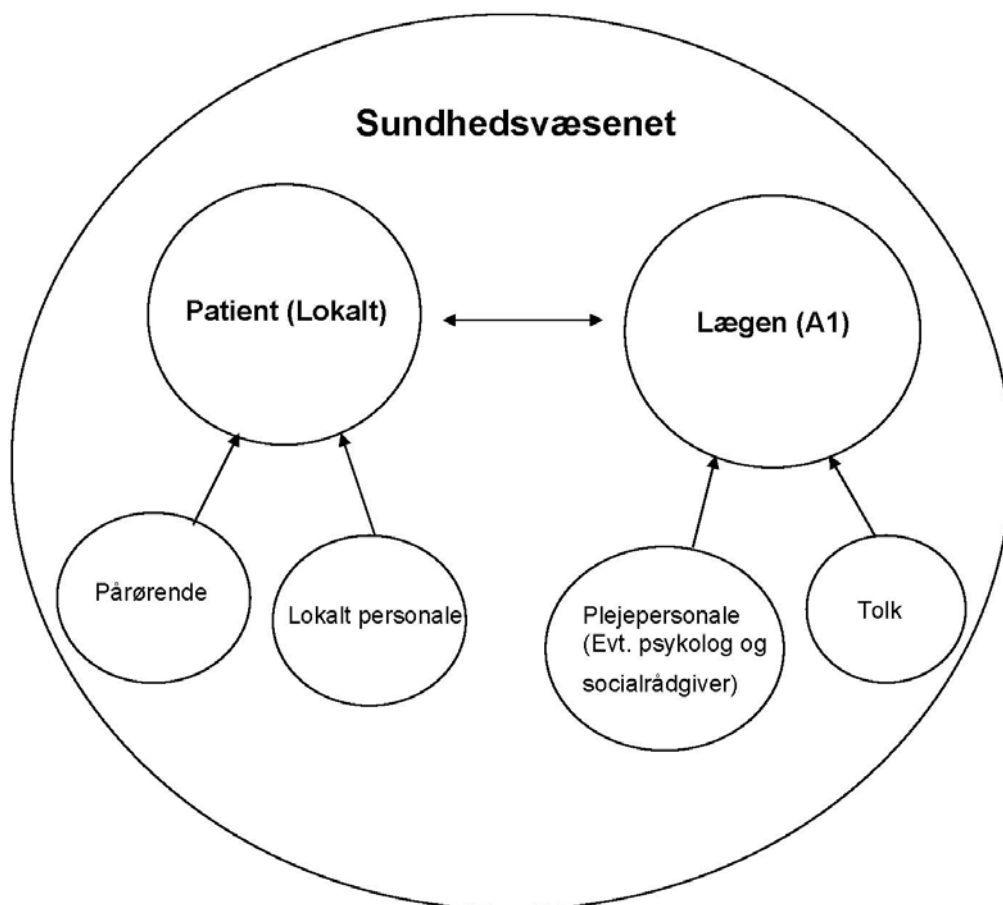 Sundhedsvæsenet
Patient (Lokalt)
Lægen (A1)
Pårørende
Lokalt personale
Plejepersonale
(Evt. psykolog og
socialrådgiver)
Tolk